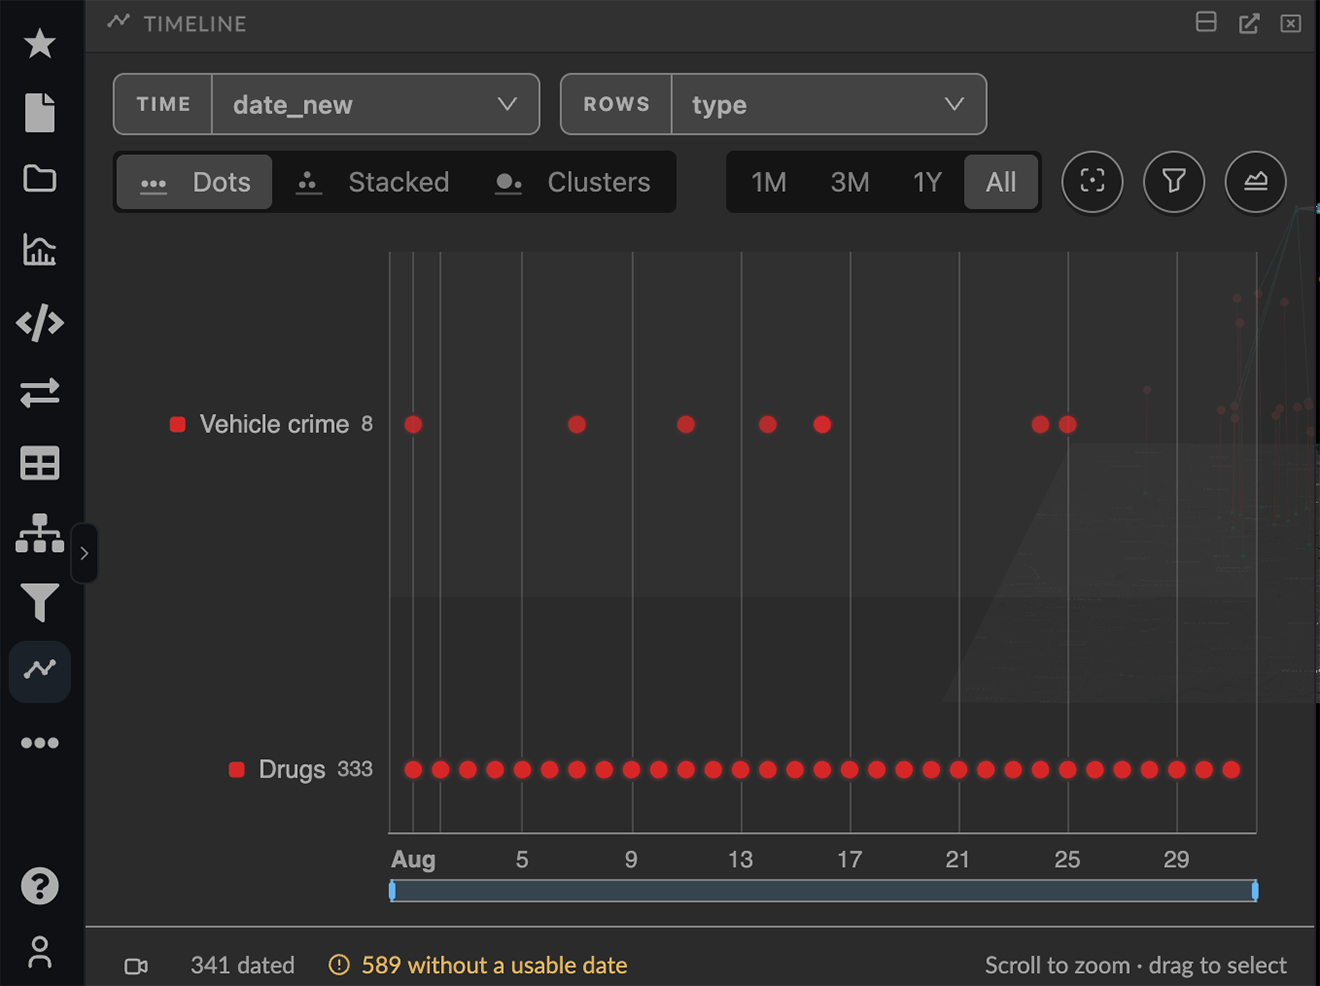 TIMELINE
TIME date_new ROWS type
Dots Stacked Clusters 1M 3M 1Y All
Vehicle crime 8
Drugs 333
Aug 5 9 13 17 21 25 29
341 dated 589 without a usable date Scroll to zoom · drag to select